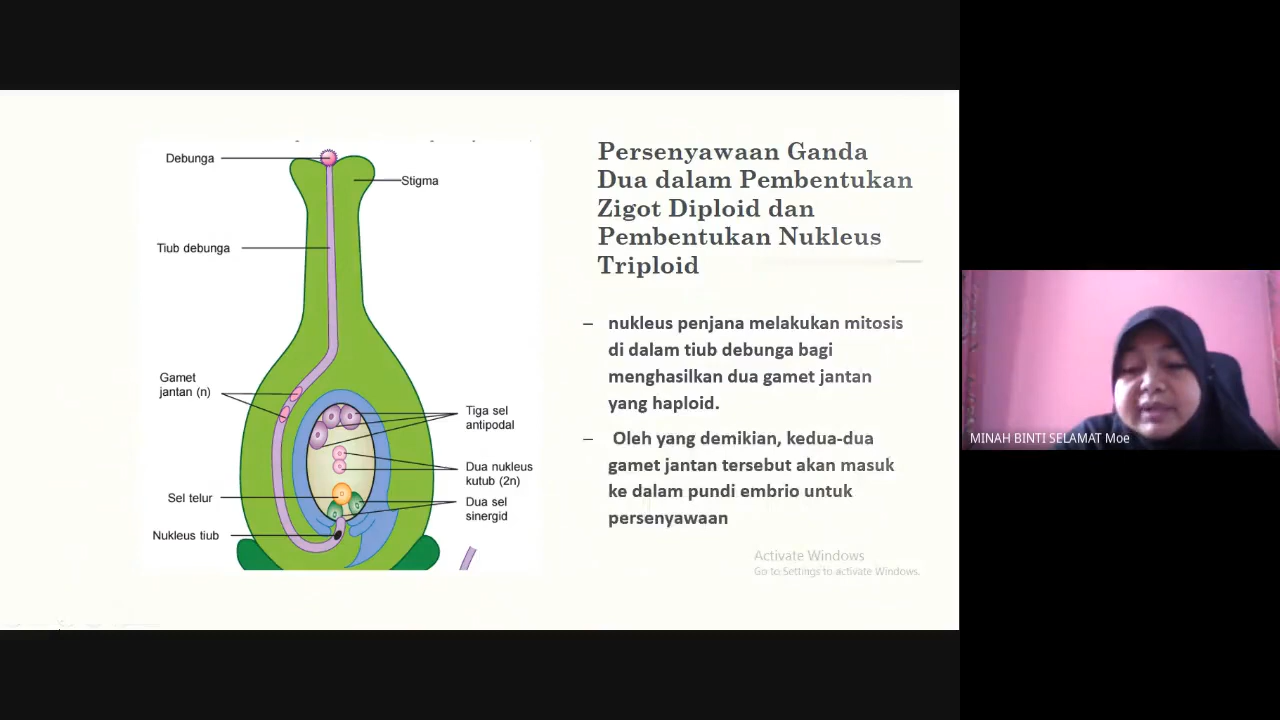 Debunga
Stigma
Tiub debunga
Gamet
jantan (n)
Tiga sel
antipodal
Dua nukleus
kutub (2n)
Sel telur
Dua sel
sinergid
Nukleus tiub
Persenyawaan Ganda
Dua dalam Pembentukan
Zigot Diploid dan
Pembentukan Nukleus
Triploid
– nukleus penjana melakukan mitosis
di dalam tiub debunga bagi
menghasilkan dua gamet jantan
yang haploid.
– Oleh yang demikian, kedua-dua
gamet jantan tersebut akan masuk
ke dalam pundi embrio untuk
persenyawaan
Activate Windows
Go to Settings to activate Windows.
MINAH BINTI SELAMAT Moe